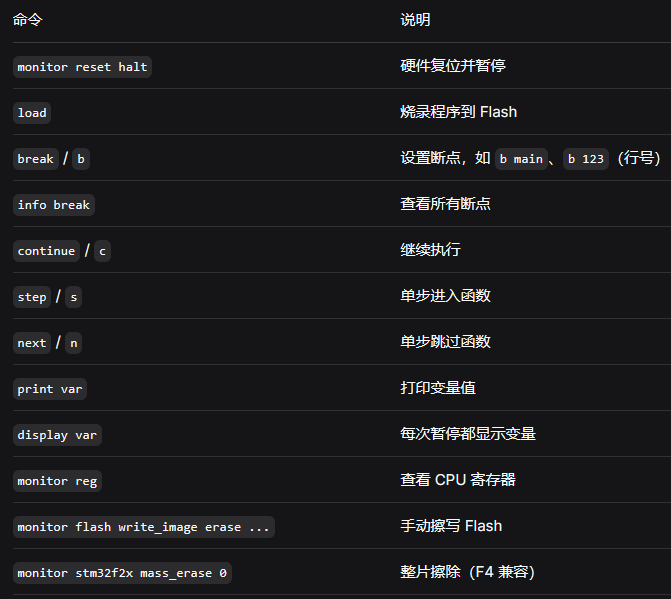 命令 说明
monitor reset halt 硬件复位并暂停
load 烧录程序到 Flash
break / b 设置断点，如 b main、b 123（行号）
info break 查看所有断点
continue / c 继续执行
step / s 单步进入函数
next / n 单步跳过函数
print var 打印变量值
display var 每次暂停都显示变量
monitor reg 查看 CPU 寄存器
monitor flash write_image erase ... 手动擦写 Flash
monitor stm32f2x mass_erase 0 整片擦除（F4 兼容）